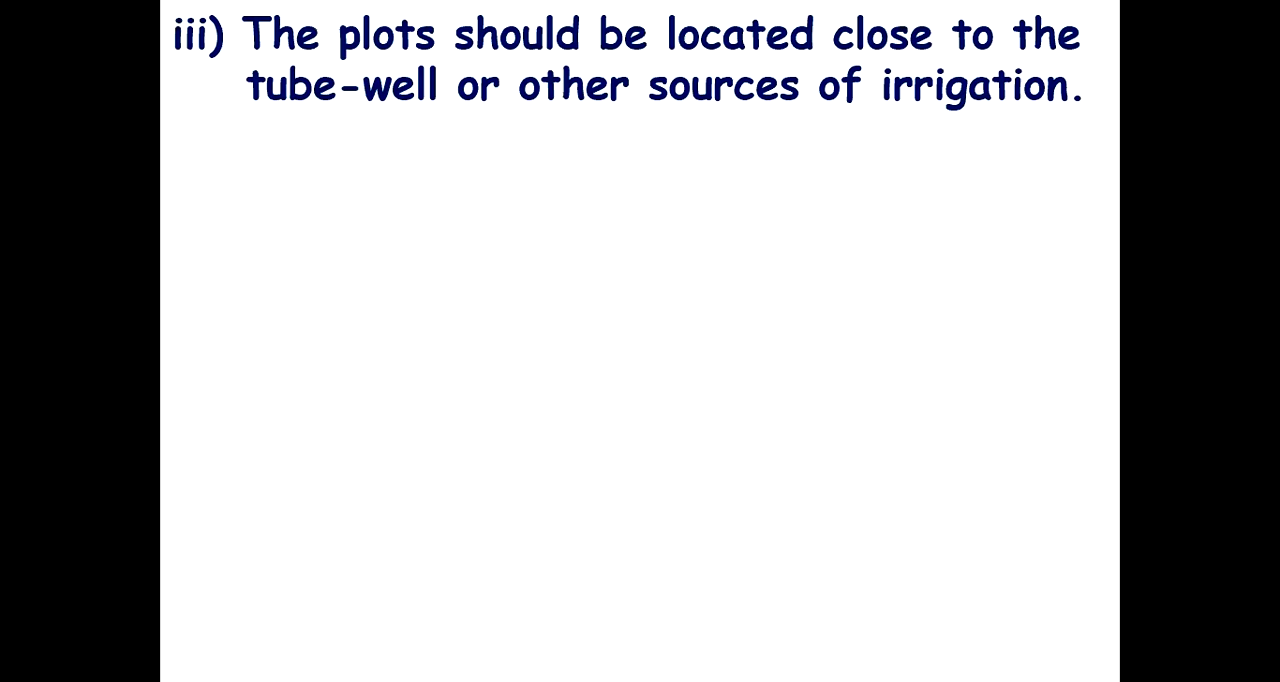 iii) The plots should be located close to the
tube-well or other sources of irrigation.